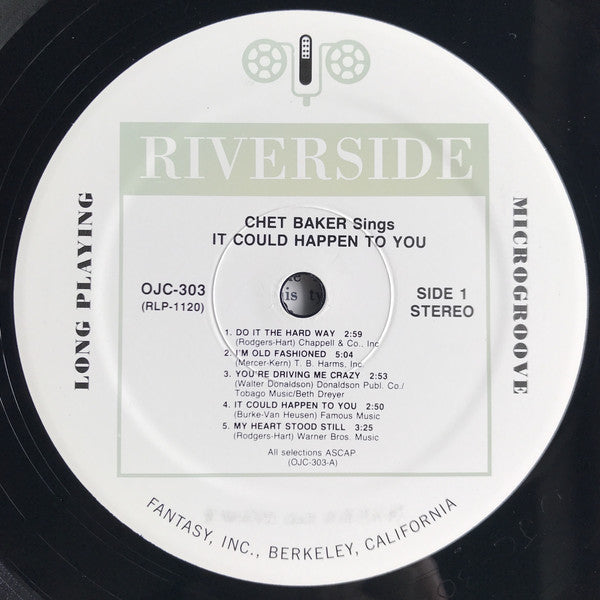 RIVERSIDE
CHET BAKER Sings
IT COULD HAPPEN TO YOU
LONG PLAYING
MICROGROOVE
OJC-303
(RLP-1120)
is ty
SIDE 1
STEREO
1. DO IT THE HARD WAY 2:59
(Rodgers-Hart) Chappell & Co., Inc.
2. I'M OLD FASHIONED 5:04
(Mercer-Kern) T. B. Harms, Inc.
3. YOU'RE DRIVING ME CRAZY 2:53
(Walter Donaldson) Donaldson Publ. Co./
Tobago Music/Beth Dreyer
4. IT COULD HAPPEN TO YOU 2:50
(Burke-Van Heusen) Famous Music
5. MY HEART STOOD STILL 3:25
(Rodgers-Hart) Warner Bros. Music
All selections ASCAP
(OJC-303-A)
FANTASY, INC., BERKELEY, CALIFORNIA